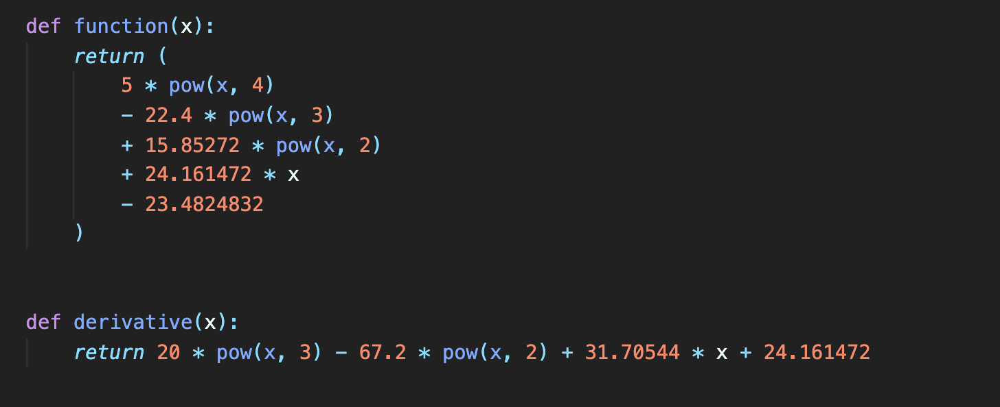 def function(x):
    return (
        5 * pow(x, 4)
        - 22.4 * pow(x, 3)
        + 15.85272 * pow(x, 2)
        + 24.161472 * x
        - 23.4824832
    )
def derivative(x):
    return 20 * pow(x, 3) - 67.2 * pow(x, 2) + 31.70544 * x + 24.161472